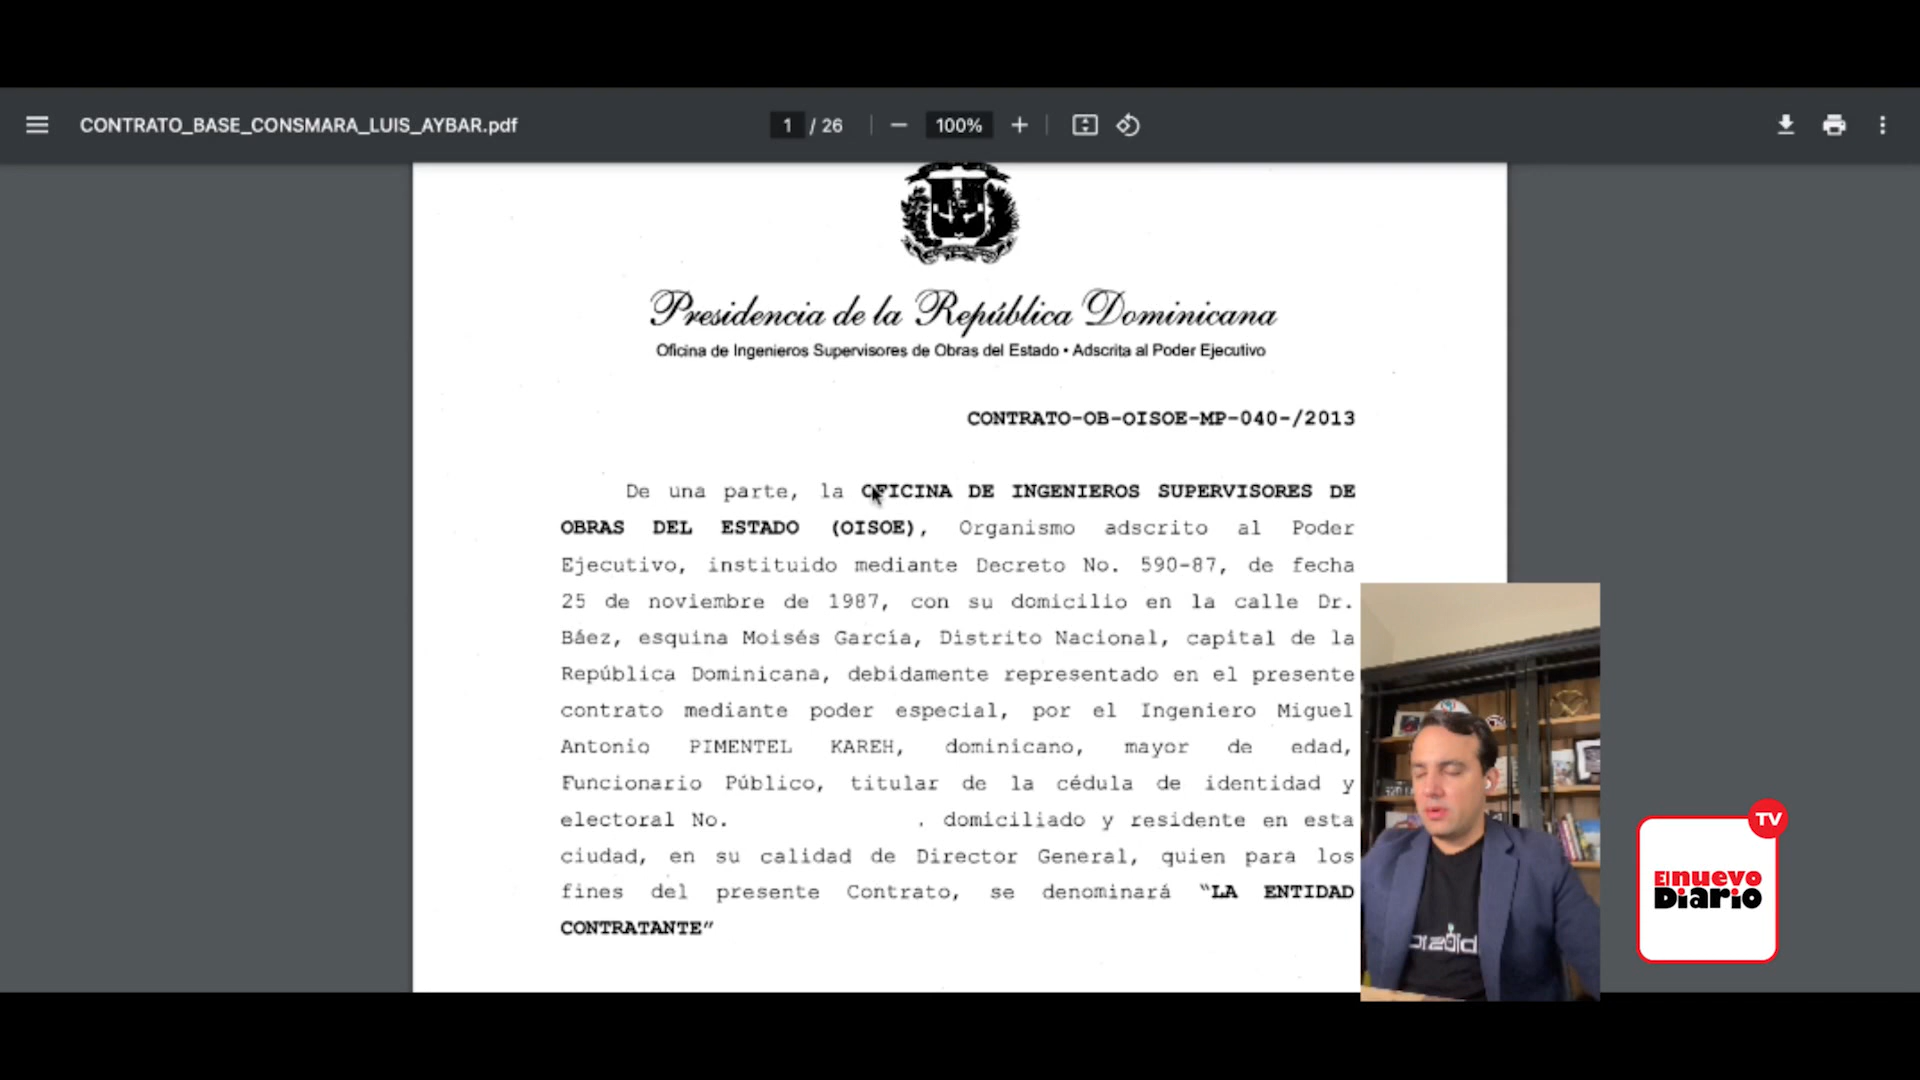 CONTRATO_BASE_CONSMARA_LUIS_AYBAR.pdf
1 / 26
100%
Presidencia de la República Dominicana
Oficina de Ingenieros Supervisores de Obras del Estado • Adscrita al Poder Ejecutivo
CONTRATO-OB-OISOE-MP-040-/2013
De una parte, la OFICINA DE INGENIEROS SUPERVISORES DE
OBRAS DEL ESTADO (OISOE), Organismo adscrito al Poder
Ejecutivo, instituido mediante Decreto No. 590-87, de fecha
25 de noviembre de 1987, con su domicilio en la calle Dr.
Báez, esquina Moisés García, Distrito Nacional, capital de la
República Dominicana, debidamente representado en el presente
contrato mediante poder especial, por el Ingeniero Miguel
Antonio PIMENTEL KAREH, dominicano, mayor de edad,
Funcionario Público, titular de la cédula de identidad y
electoral No. . domiciliado y residente en esta
ciudad, en su calidad de Director General, quien para los
fines del presente Contrato, se denominará "LA ENTIDAD
CONTRATANTE"
TV
El nuevo
Diario